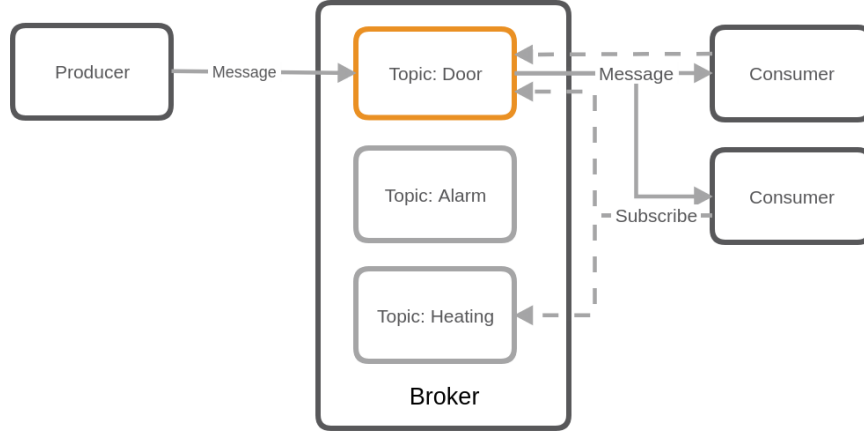 Producer
Message
Topic: Door
Message
Consumer
Topic: Alarm
Consumer
Subscribe
Topic: Heating
Broker